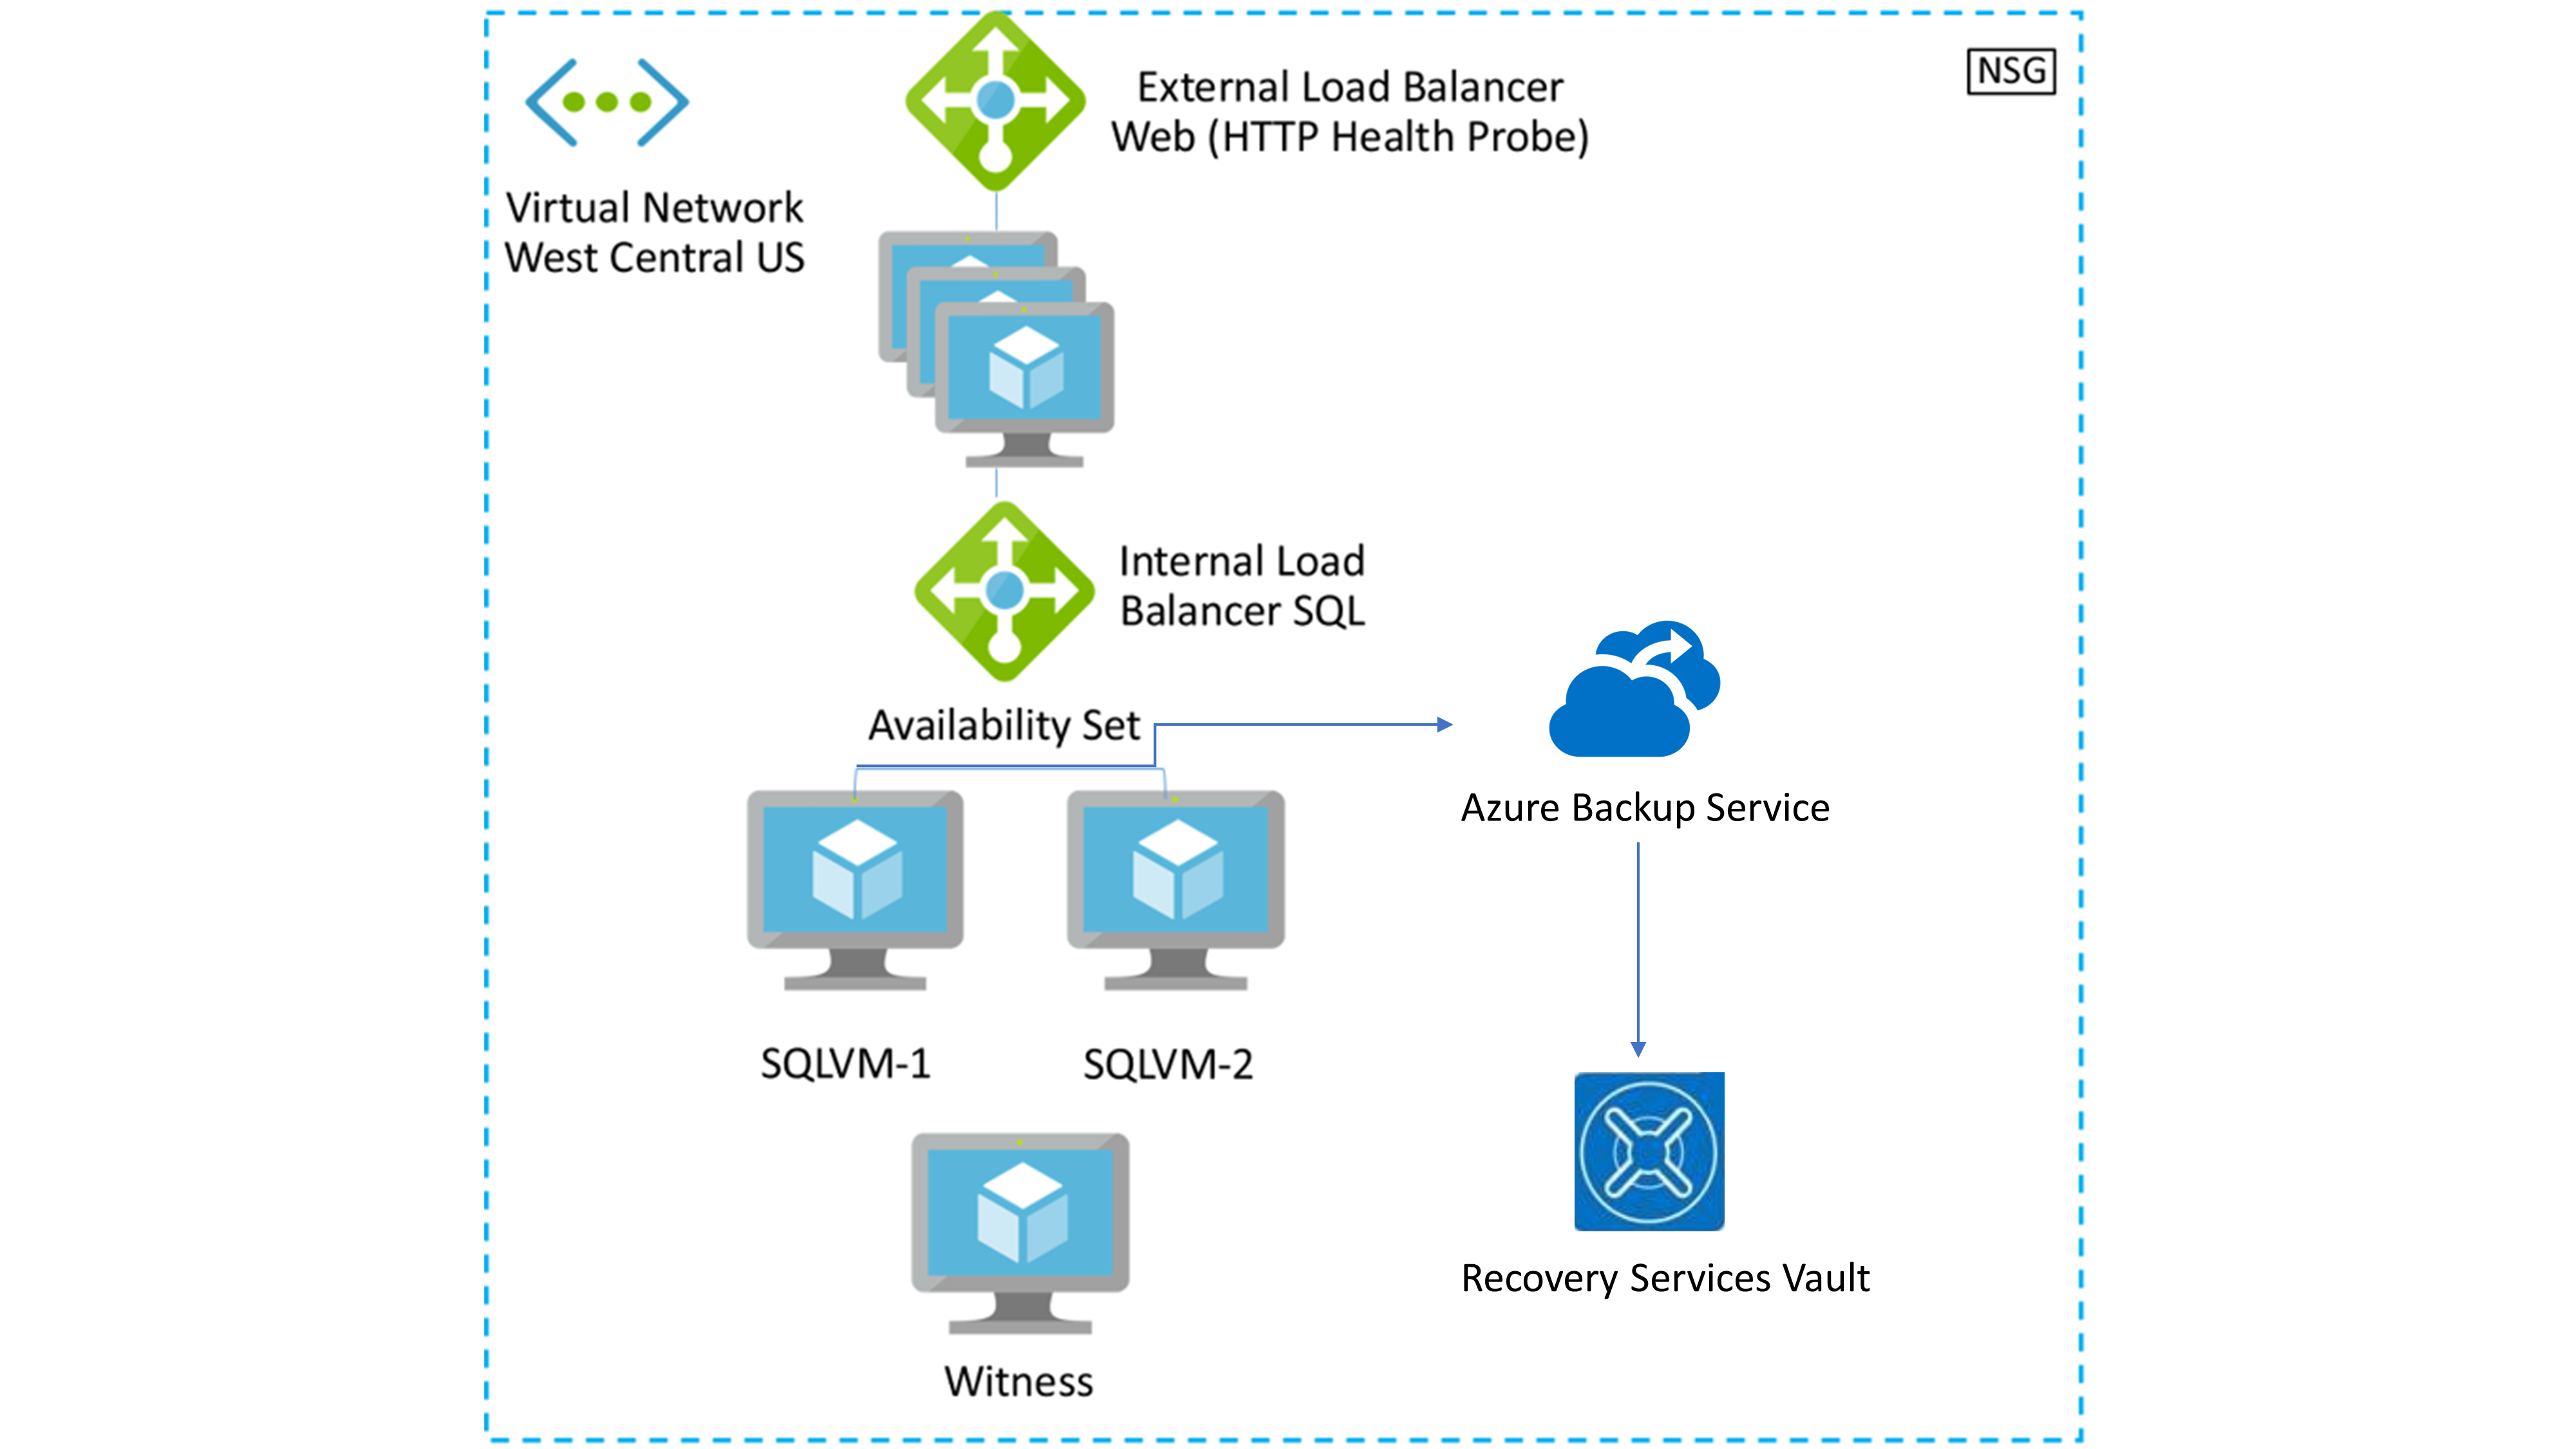 NSG
External Load Balancer
Web (HTTP Health Probe)
Virtual Network
West Central US
Internal Load
Balancer SQL
Availability Set
Azure Backup Service
SQLVM-1
SQLVM-2
Recovery Services Vault
Witness